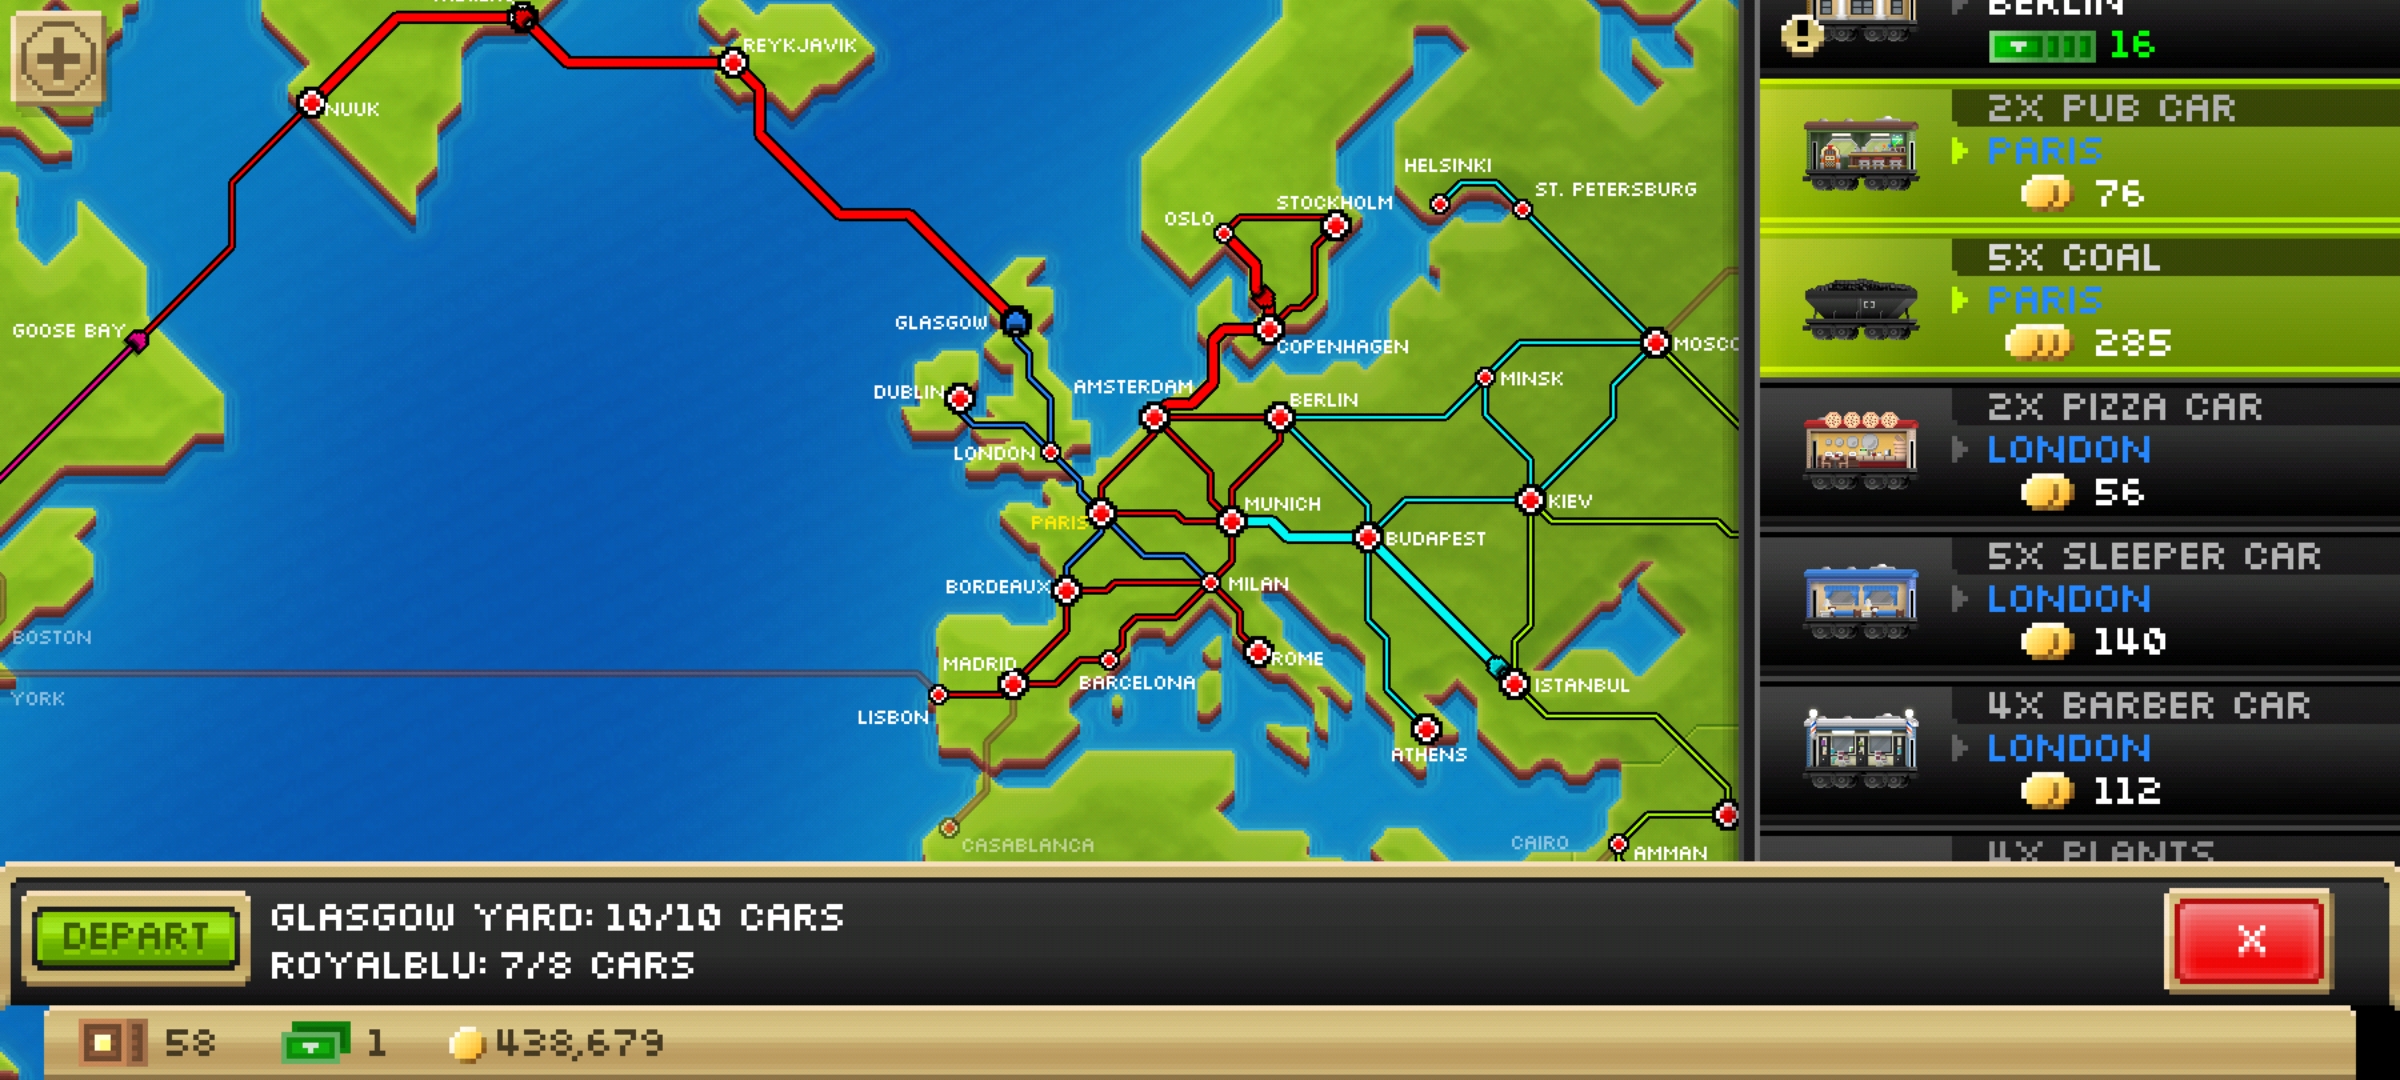 REYKJAVIK
NUUK
HELSINKI
ST. PETERSBURG
STOCKHOLM
OSLO
GOOSE BAY
GLASGOW
COPENHAGEN
MINSK
DUBLIN
AMSTERDAM
BERLIN
LONDON
MUNICH
KIEV
PARIS
BUDAPEST
BORDEAUX
MILAN
BOSTON
MADRID
ROME
BARCELONA
ISTANBUL
YORK
LISBON
ATHENS
CASABLANCA
CAIRO
AMMAN
BERLIN
16
2X PUB CAR
PARIS
76
5X COAL
PARIS
285
2X PIZZA CAR
LONDON
56
5X SLEEPER CAR
LONDON
140
4X BARBER CAR
LONDON
112
4X PLANTS
DEPART
GLASGOW YARD: 10/10 CARS
ROYALBLU: 7/8 CARS
X
58
1
438,679